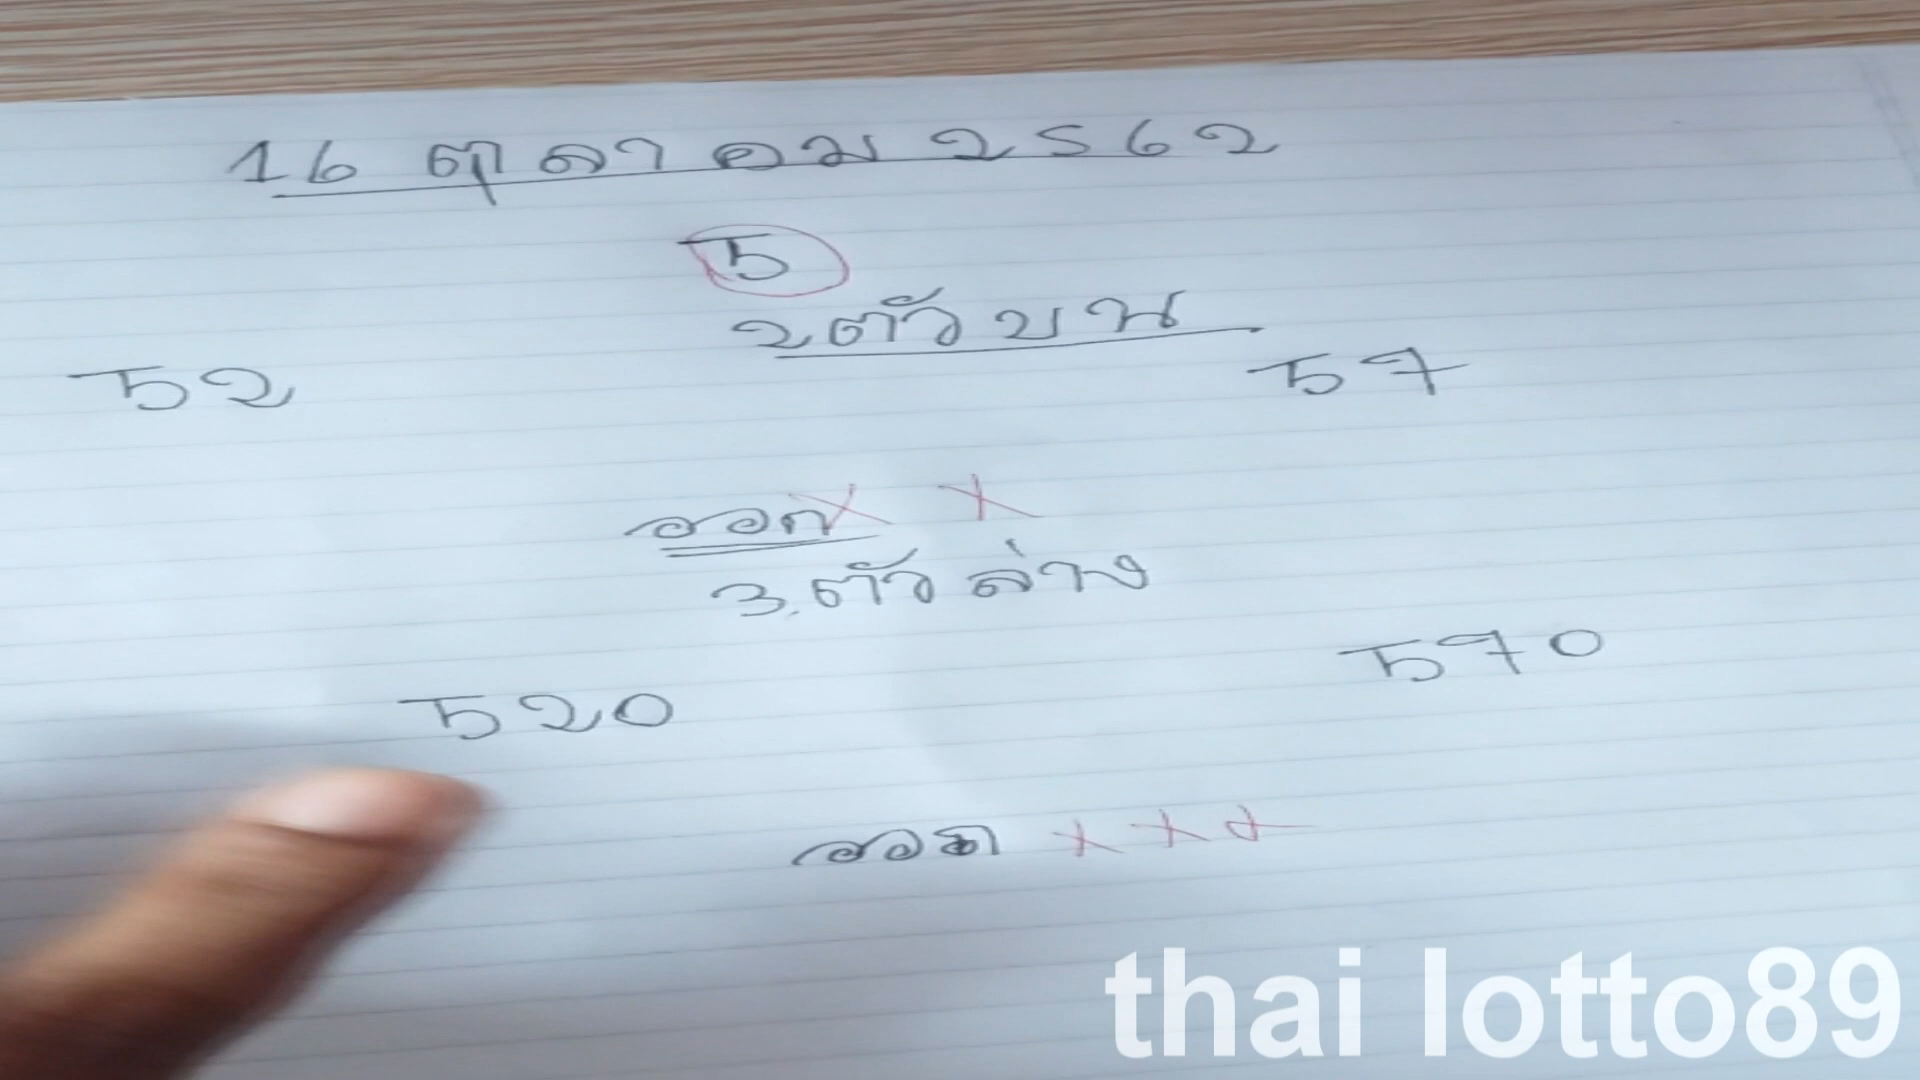 16 ตุลาคม 2562
5
2 ตัวบน
52
57
ออก x x
3. ตัวล่าง
520
570
ออก x x x
thai lotto89